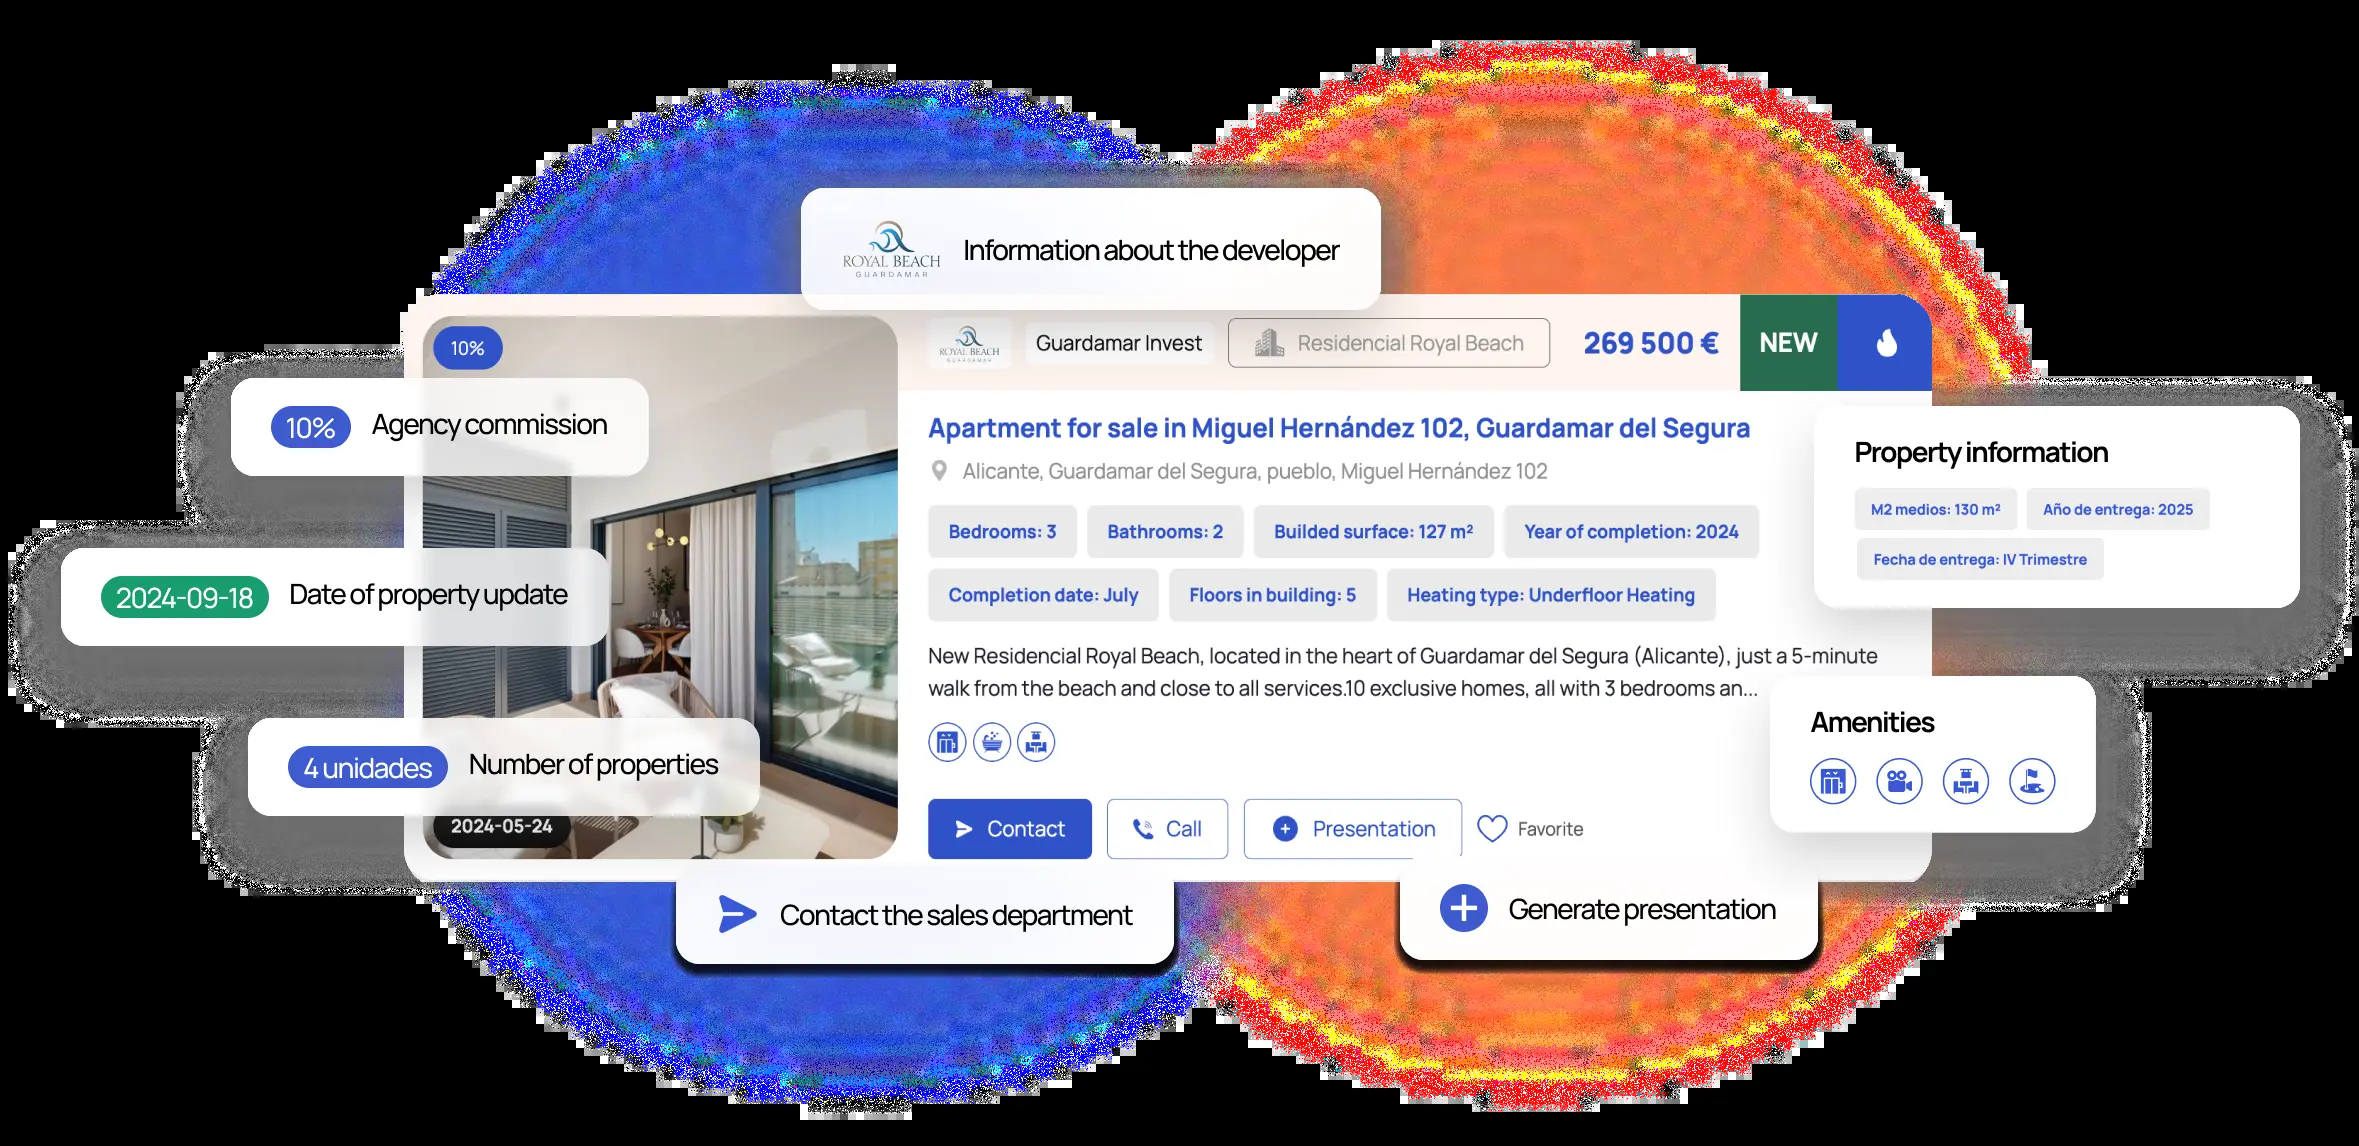 ROYAL BEACH
GUARDAMAR
Information about the developer
10%
ROYAL BEACH
GUARDAMAR
Guardamar Invest
Residencial Royal Beach
269 500 €
NEW
10%
Agency commission
Apartment for sale in Miguel Hernández 102, Guardamar del Segura
Alicante, Guardamar del Segura, pueblo, Miguel Hernández 102
Property information
M2 medios: 130 m²
Año de entrega: 2025
Fecha de entrega: IV Trimestre
Bedrooms: 3
Bathrooms: 2
Builded surface: 127 m²
Year of completion: 2024
2024-09-18
Date of property update
Completion date: July
Floors in building: 5
Heating type: Underfloor Heating
New Residencial Royal Beach, located in the heart of Guardamar del Segura (Alicante), just a 5-minute
walk from the beach and close to all services.10 exclusive homes, all with 3 bedrooms an...
4 unidades
Number of properties
Amenities
2024-05-24
Contact
Call
Presentation
Favorite
Contact the sales department
Generate presentation